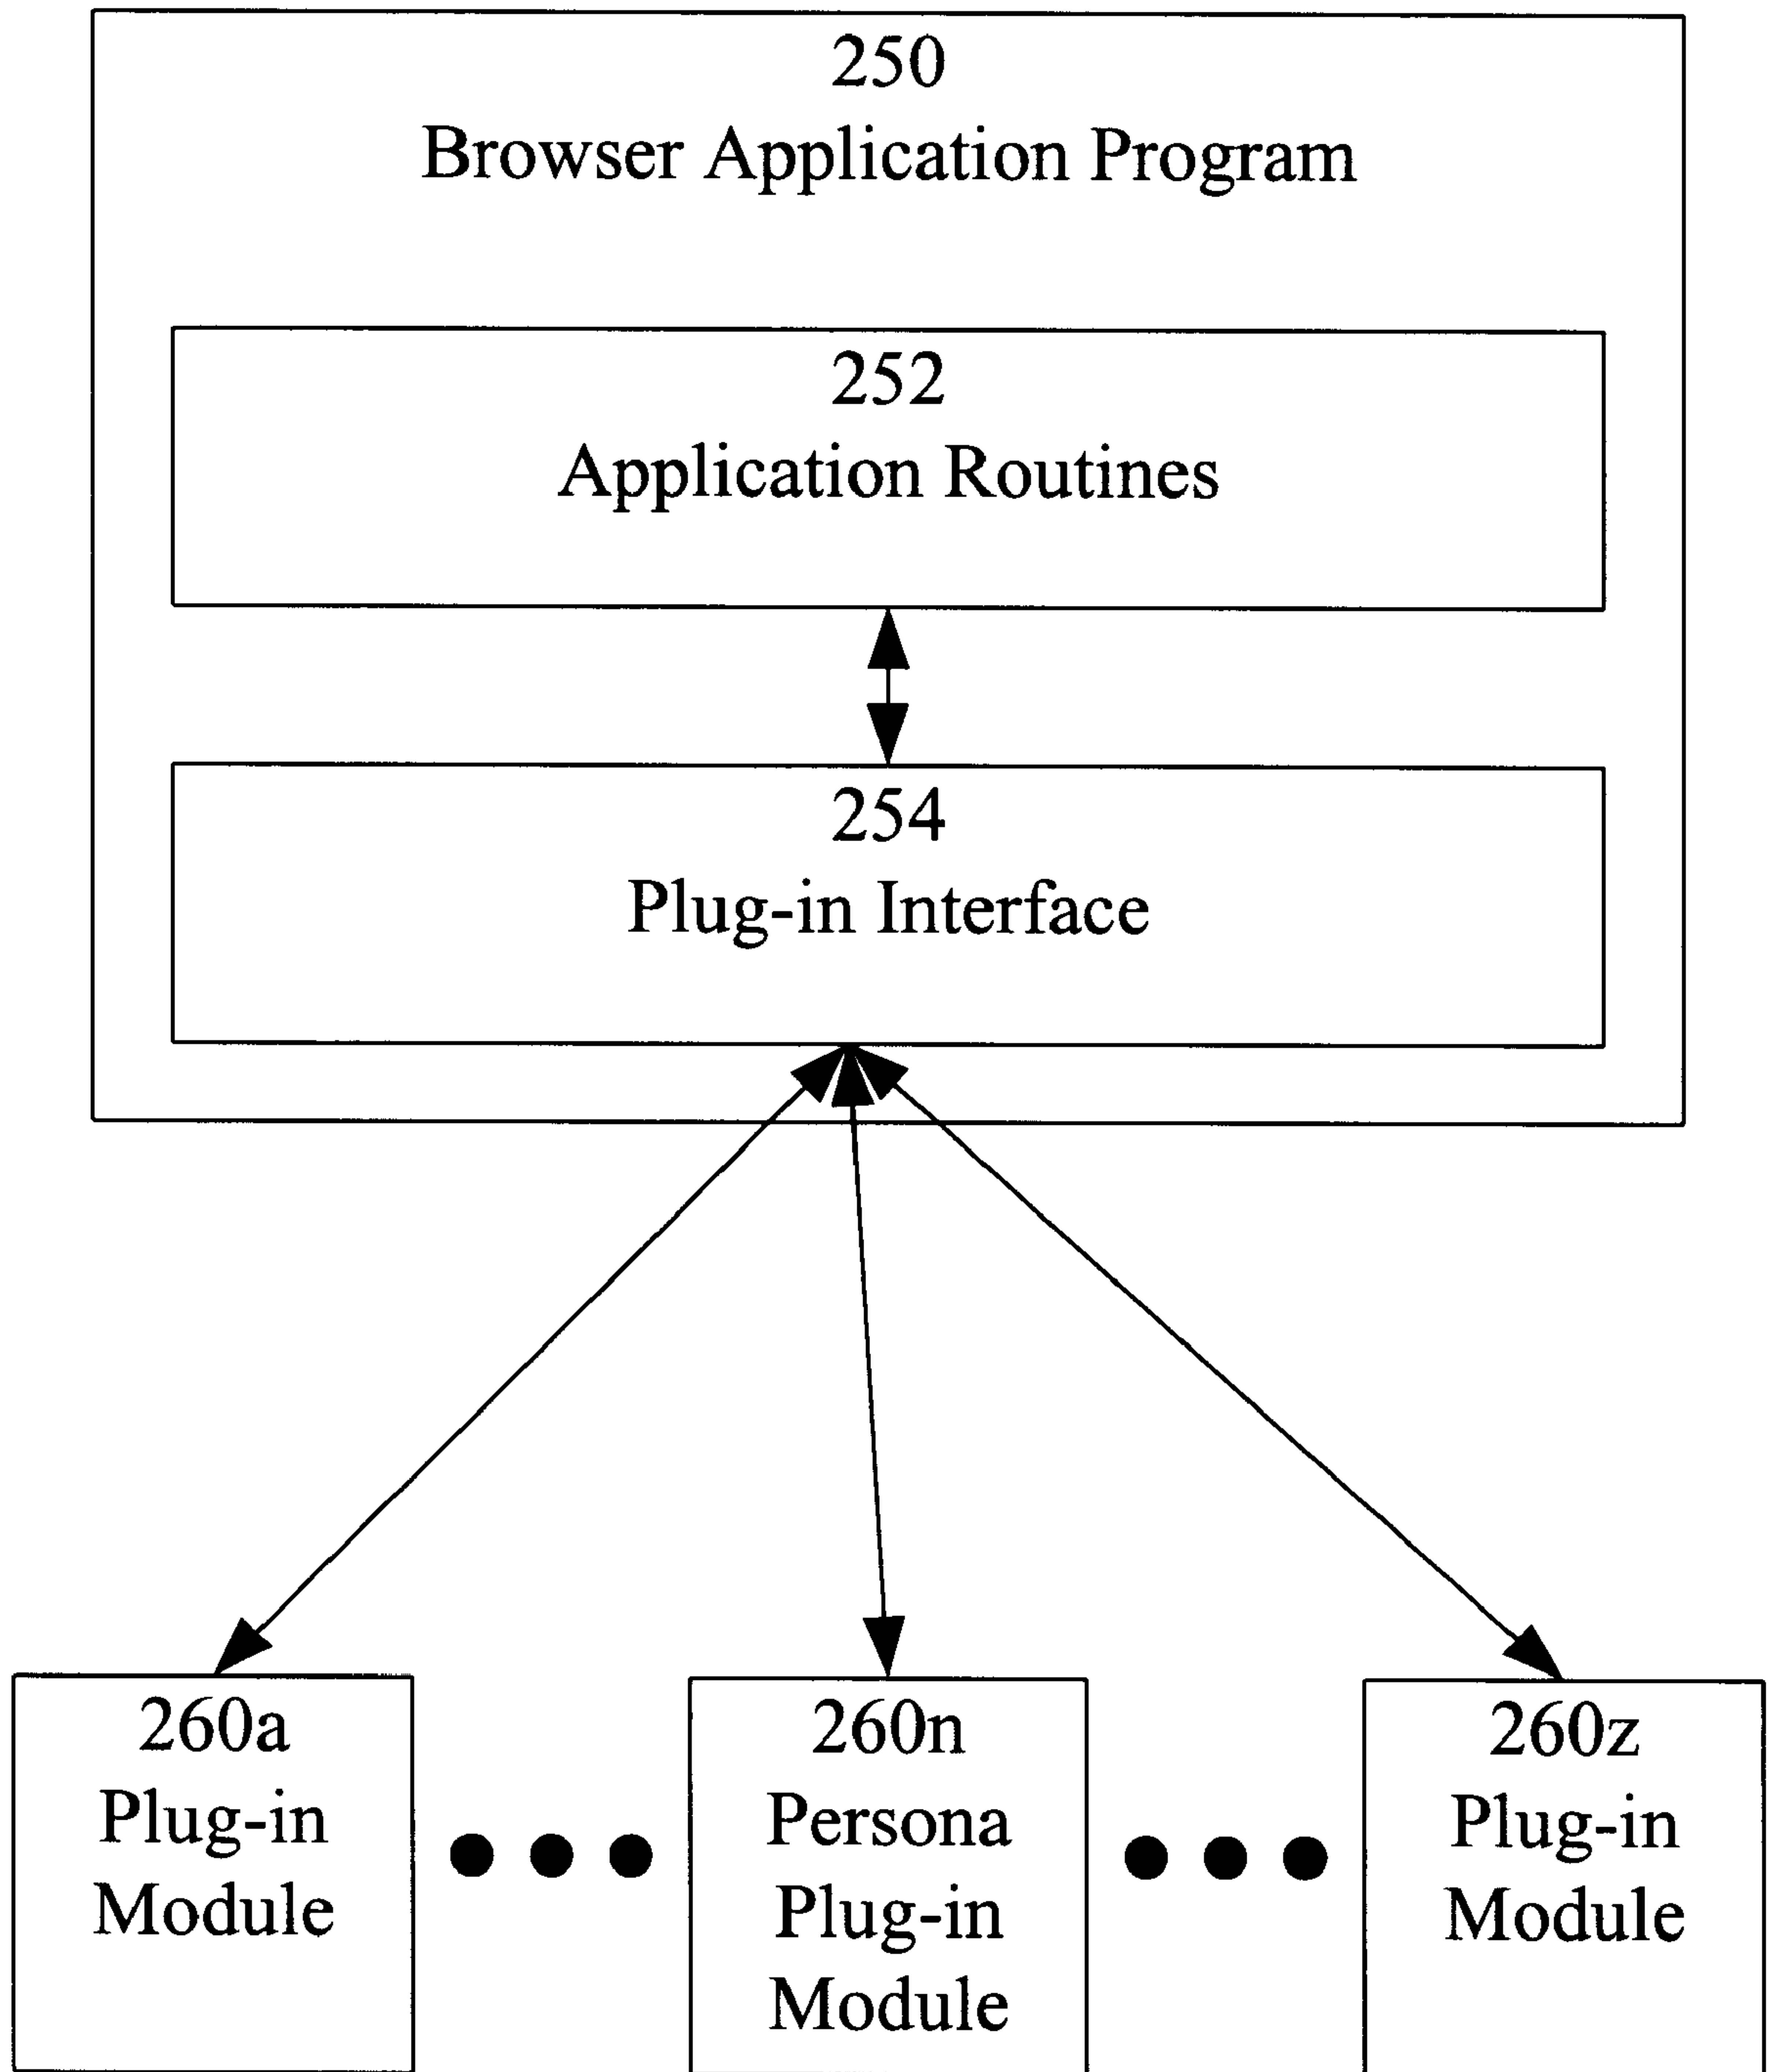 250
Browser Application Program
252
Application Routines
254
Plug-in Interface
260a
Plug-in
Module
260n
Persona
Plug-in
Module
260z
Plug-in
Module